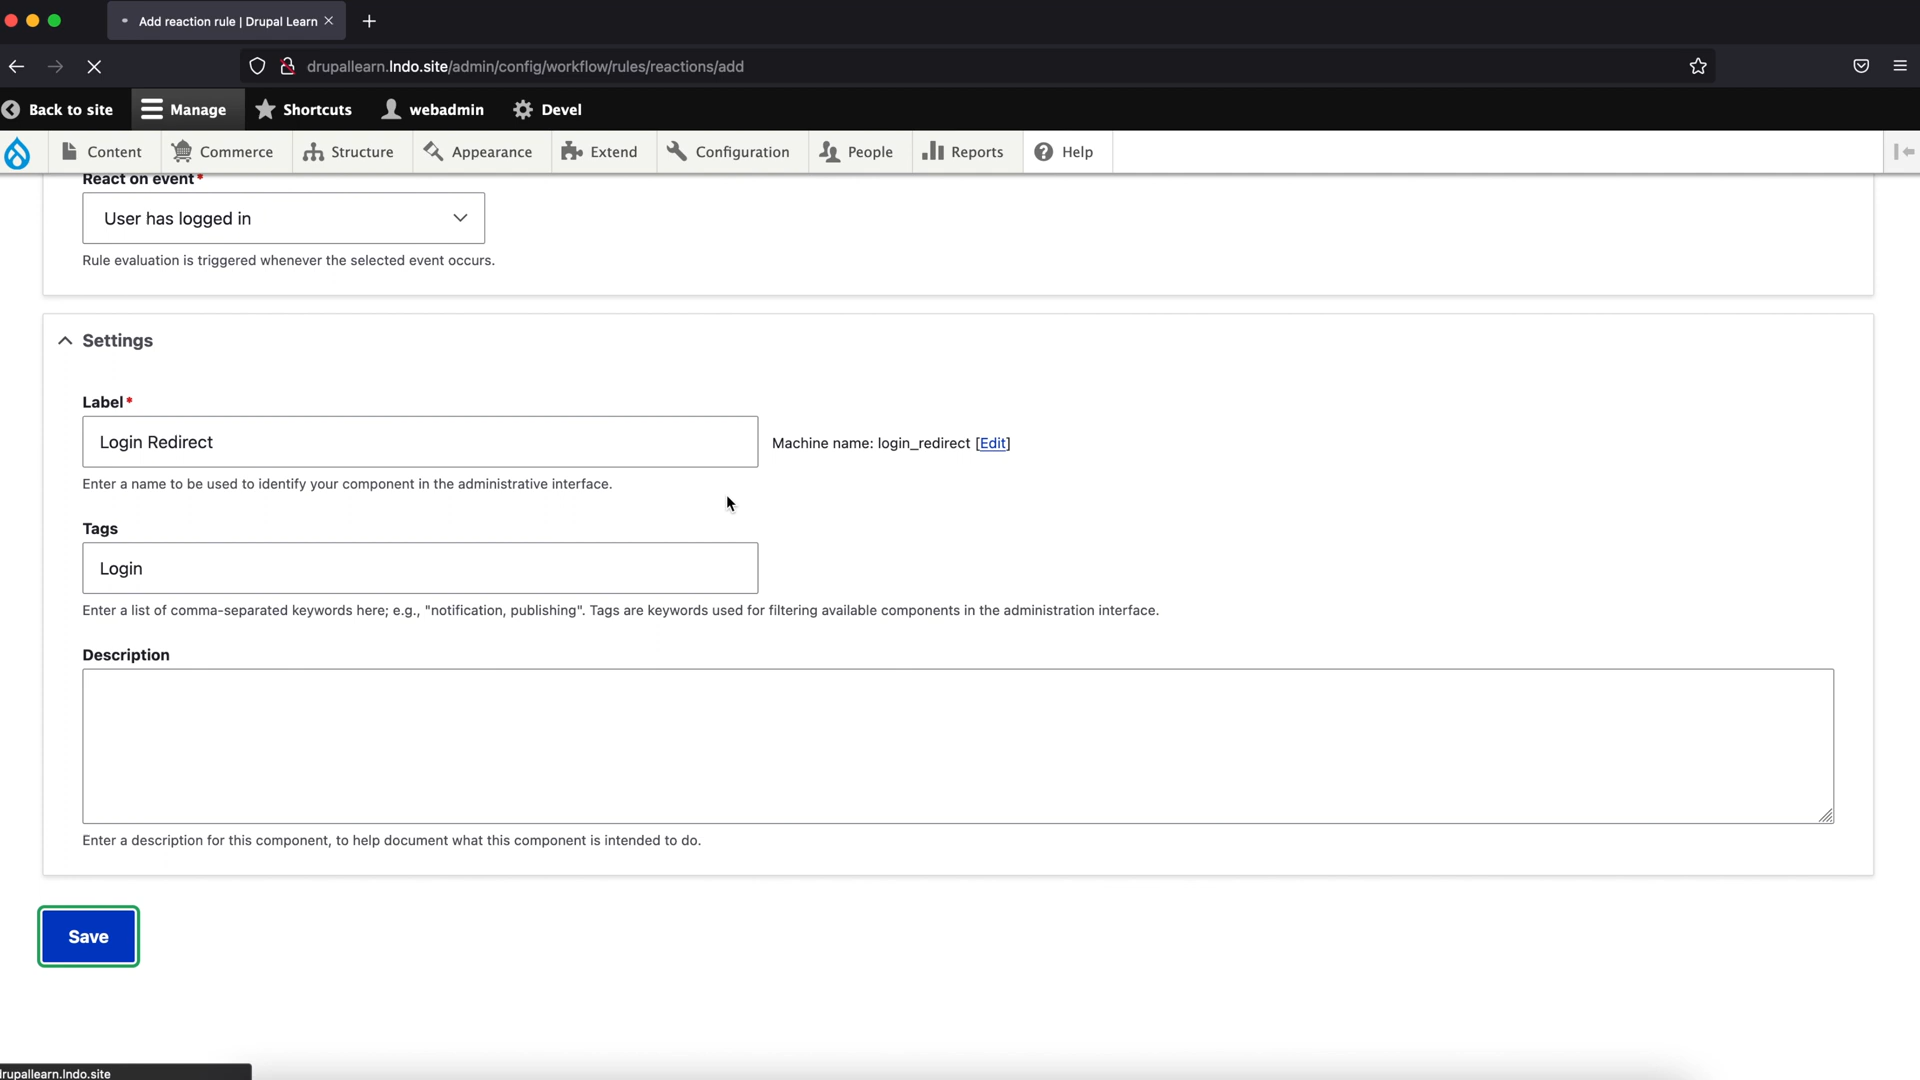 Add reaction rule | Drupal Learn
drupallearn.lndo.site/admin/config/workflow/rules/reactions/add
Back to site Manage Shortcuts webadmin Devel
Content Commerce Structure Appearance Extend Configuration People Reports Help
React on event*
User has logged in
Rule evaluation is triggered whenever the selected event occurs.
Settings
Label*
Login Redirect
Machine name: login_redirect [Edit]
Enter a name to be used to identify your component in the administrative interface.
Tags
Login
Enter a list of comma-separated keywords here; e.g., "notification, publishing". Tags are keywords used for filtering available components in the administration interface.
Description
Enter a description for this component, to help document what this component is intended to do.
Save
drupallearn.lndo.site